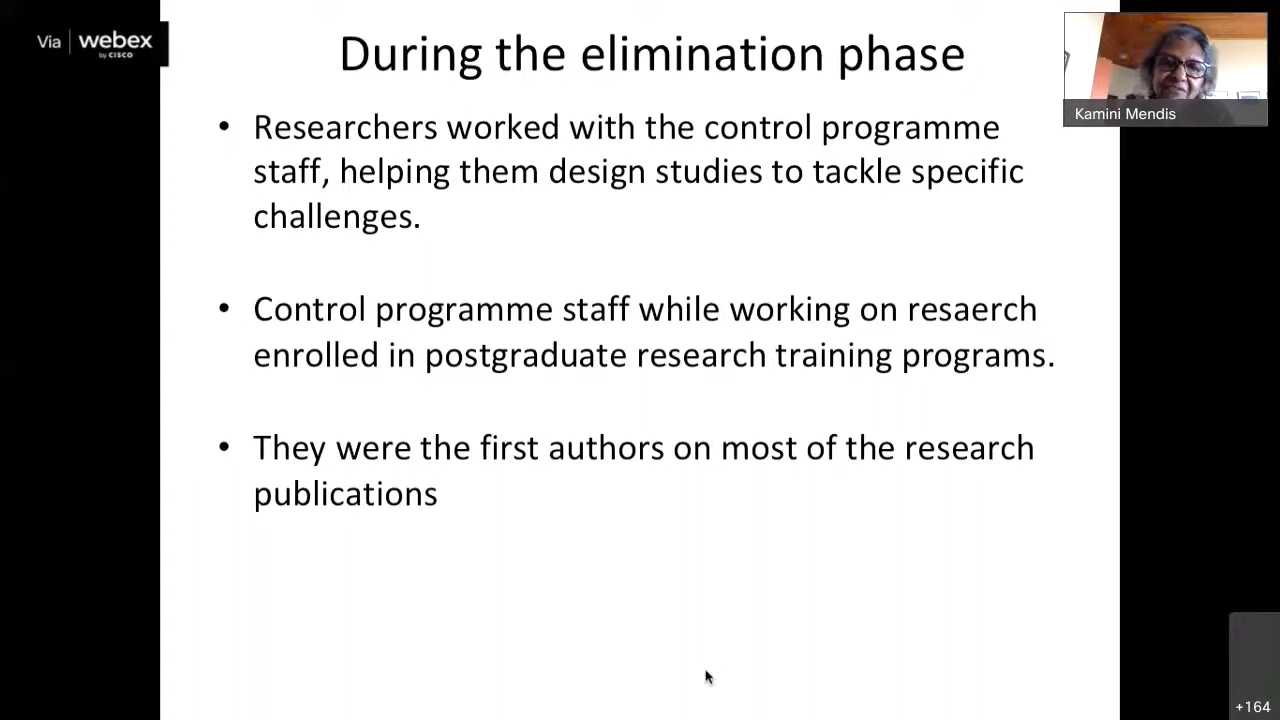 Via webex
by CISCO
During the elimination phase
Kamini Mendis
• Researchers worked with the control programme
staff, helping them design studies to tackle specific
challenges.
• Control programme staff while working on resaerch
enrolled in postgraduate research training programs.
• They were the first authors on most of the research
publications
+164